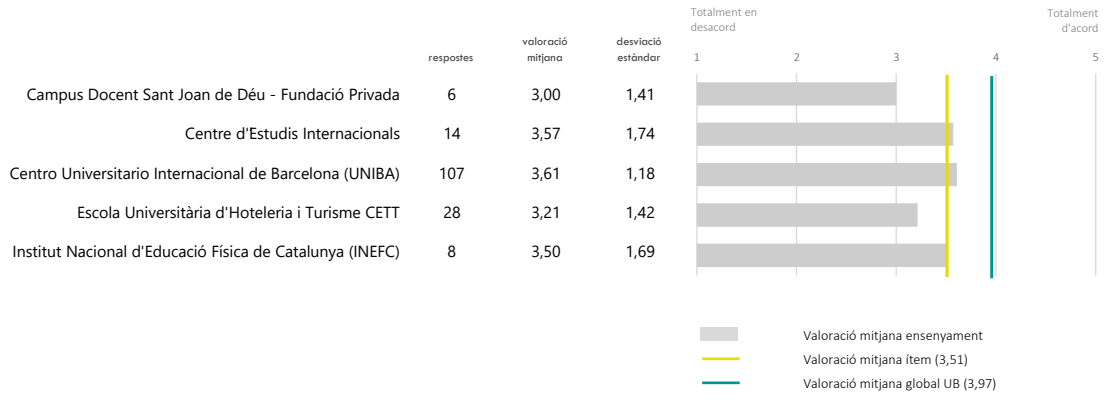 Totalment en
desacord
Totalment
d'acord
respostes
valoració
mitjana
desviació
estàndar
1 2 3 4 5
Campus Docent Sant Joan de Déu - Fundació Privada 6 3,00 1,41
Centre d'Estudis Internacionals 14 3,57 1,74
Centro Universitario Internacional de Barcelona (UNIBA) 107 3,61 1,18
Escola Universitària d'Hoteleria i Turisme CETT 28 3,21 1,42
Institut Nacional d'Educació Física de Catalunya (INEFC) 8 3,50 1,69
Valoració mitjana ensenyament
Valoració mitjana ítem (3,51)
Valoració mitjana global UB (3,97)